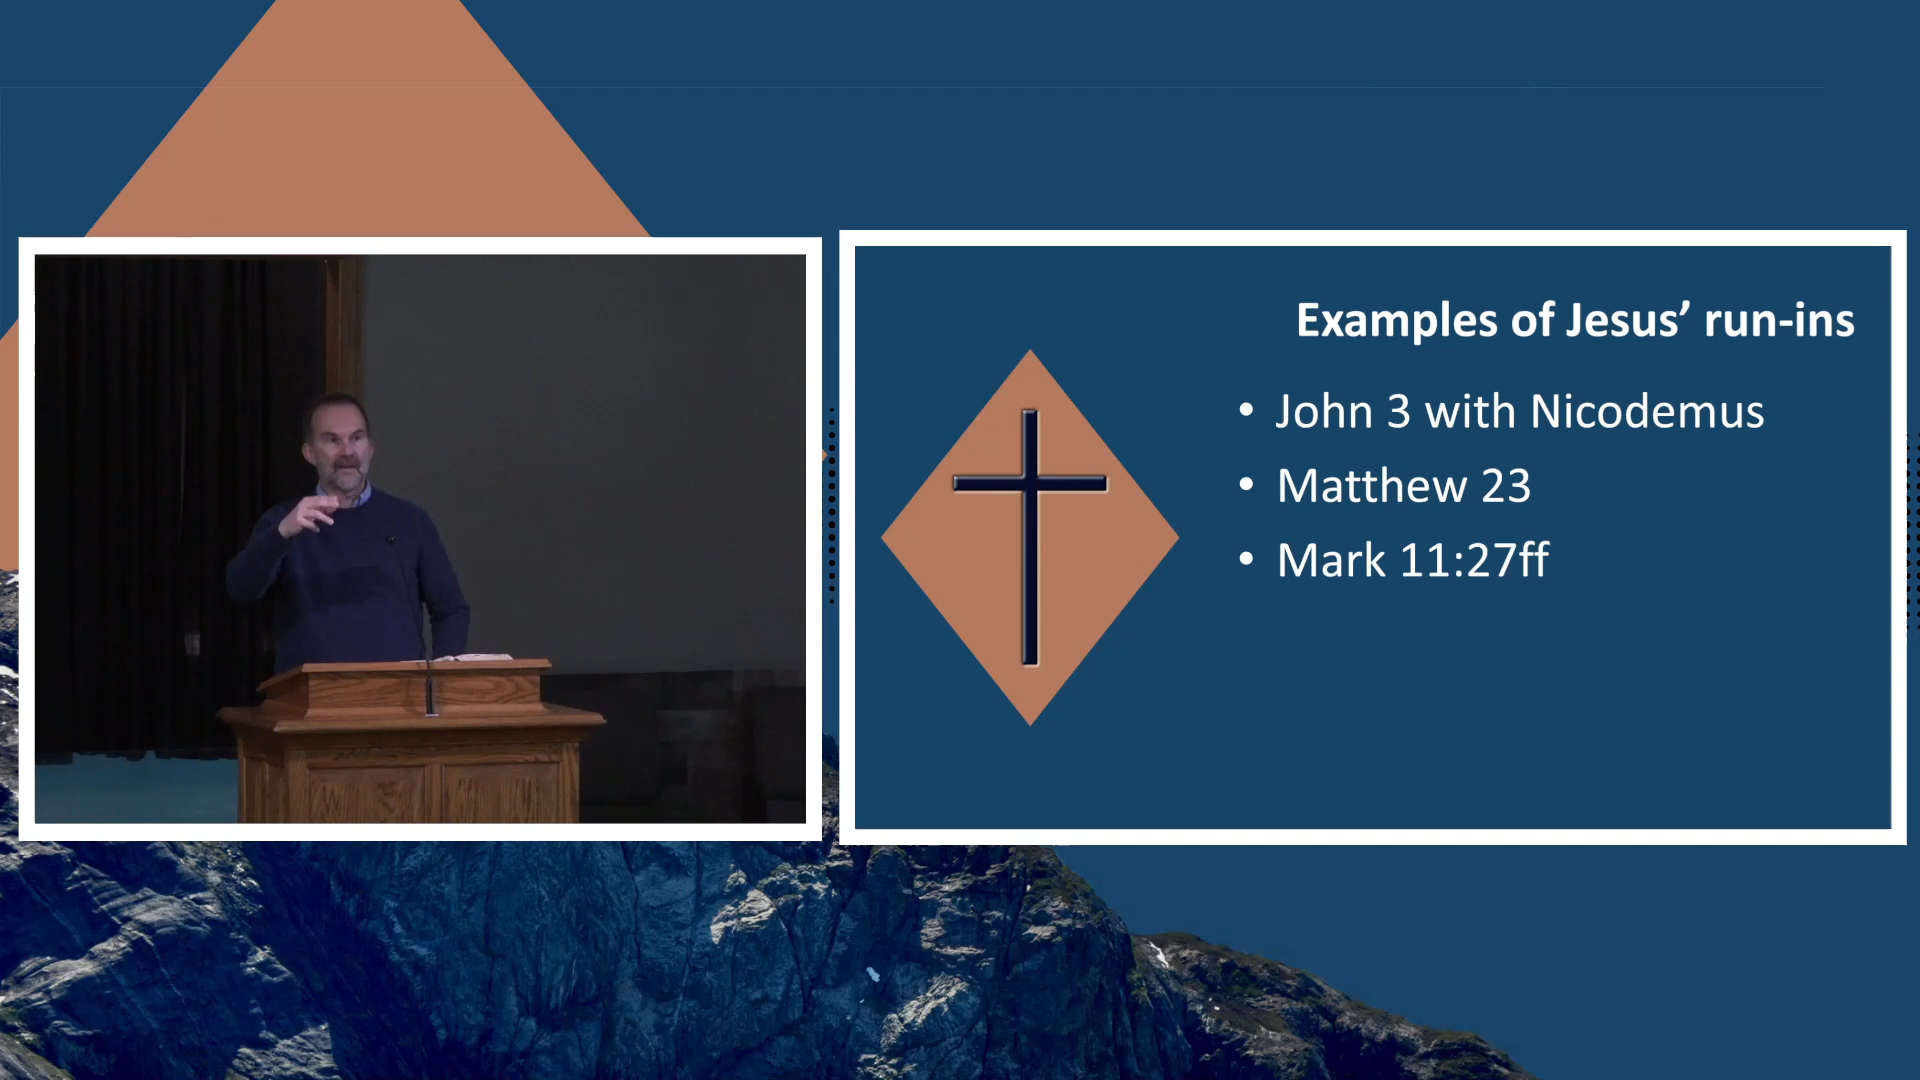 Examples of Jesus’ run-ins
• John 3 with Nicodemus
• Matthew 23
• Mark 11:27ff